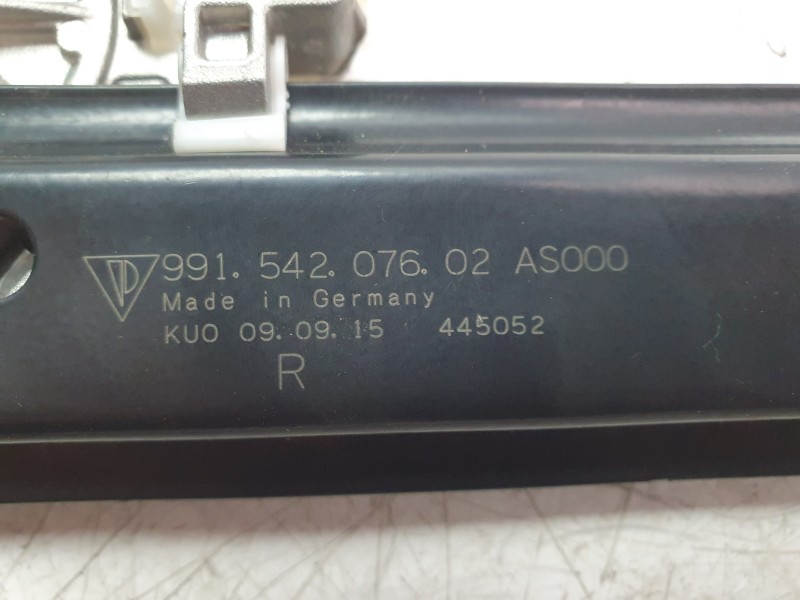 991.542.076.02 AS000
Made in Germany
KUO 09.09.15 445052
R